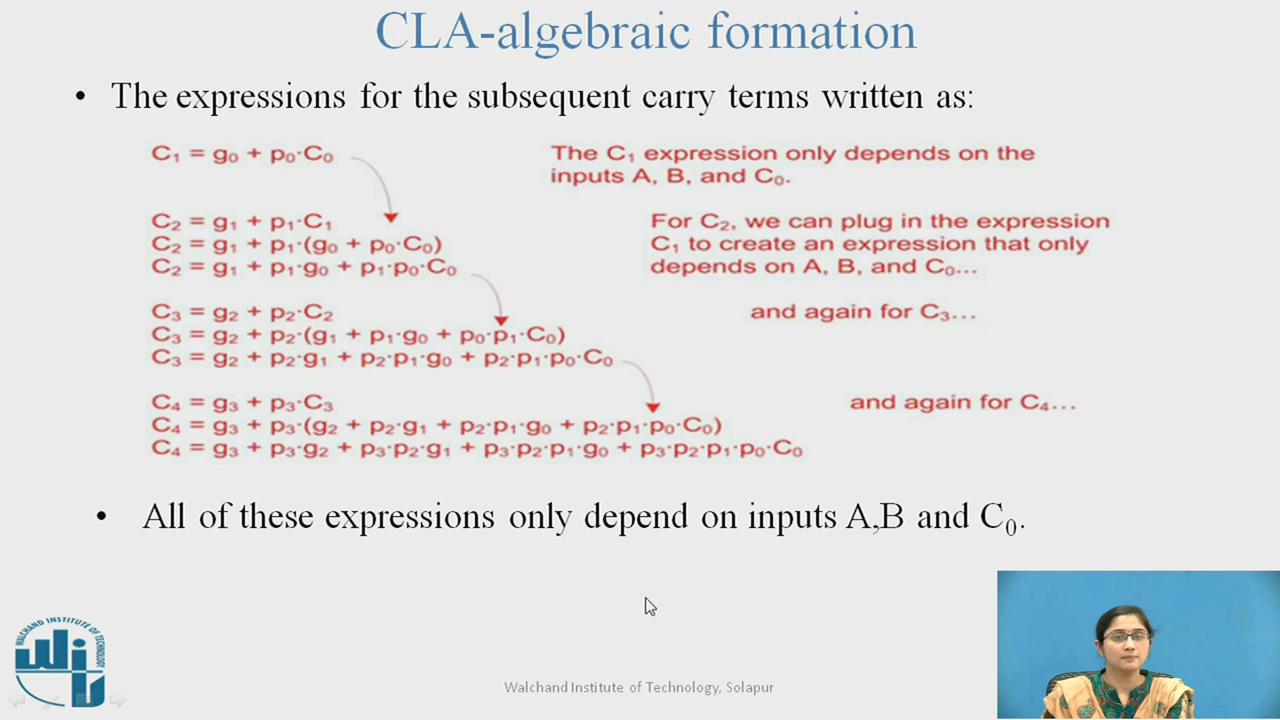 CLA-algebraic formation
• The expressions for the subsequent carry terms written as:
C₁ = g₀ + p₀·C₀
The C₁ expression only depends on the
inputs A, B, and C₀.
C₂ = g₁ + p₁·C₁
C₂ = g₁ + p₁·(g₀ + p₀·C₀)
C₂ = g₁ + p₁·g₀ + p₁·p₀·C₀
For C₂, we can plug in the expression
C₁ to create an expression that only
depends on A, B, and C₀...
C₃ = g₂ + p₂·C₂
C₃ = g₂ + p₂·(g₁ + p₁·g₀ + p₀·p₁·C₀)
C₃ = g₂ + p₂·g₁ + p₂·p₁·g₀ + p₂·p₁·p₀·C₀
and again for C₃...
C₄ = g₃ + p₃·C₃
C₄ = g₃ + p₃·(g₂ + p₂·g₁ + p₂·p₁·g₀ + p₂·p₁·p₀·C₀)
C₄ = g₃ + p₃·g₂ + p₃·p₂·g₁ + p₃·p₂·p₁·g₀ + p₃·p₂·p₁·p₀·C₀
and again for C₄...
• All of these expressions only depend on inputs A,B and C₀.
WALCHAND INSTITUTE OF TECHNOLOGY
WIT
Walchand Institute of Technology, Solapur